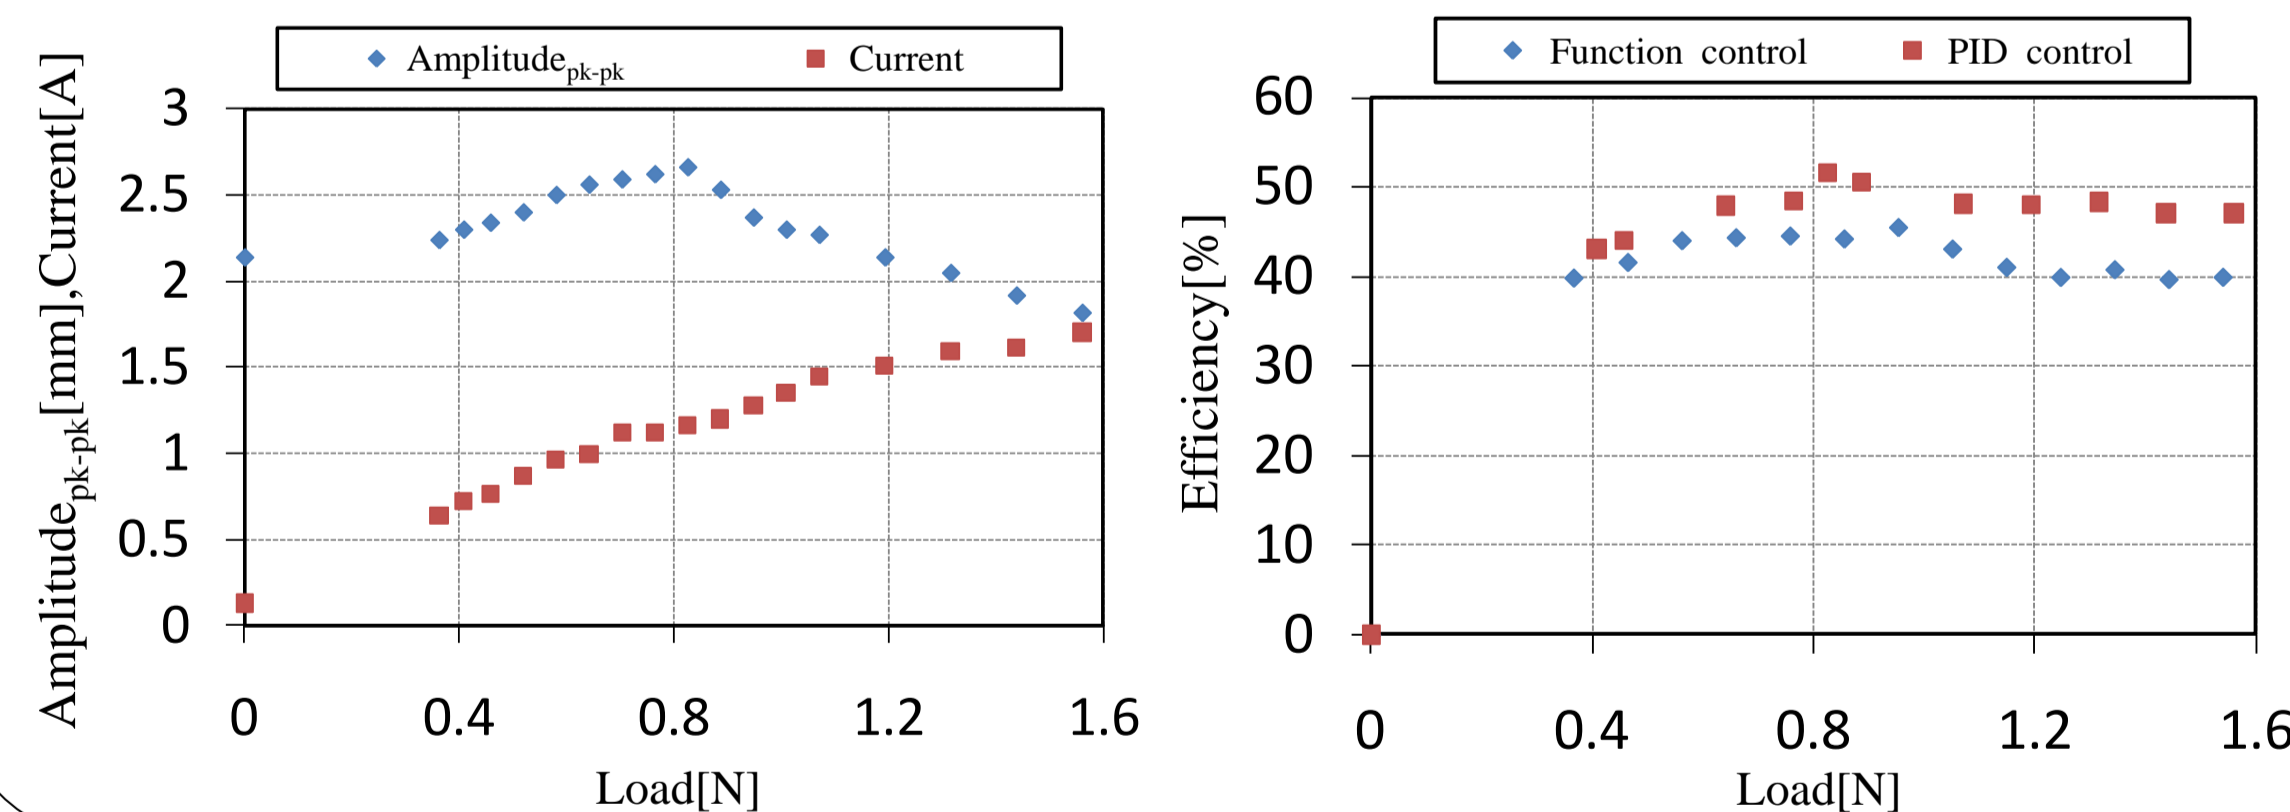 Amplitudepk-pk Current
Amplitudepk-pk[mm],Current[A]
3
2.5
2
1.5
1
0.5
0
0 0.4 0.8 1.2 1.6
Load[N]
Function control PID control
Efficiency[%]
60
50
40
30
20
10
0
0 0.4 0.8 1.2 1.6
Load[N]